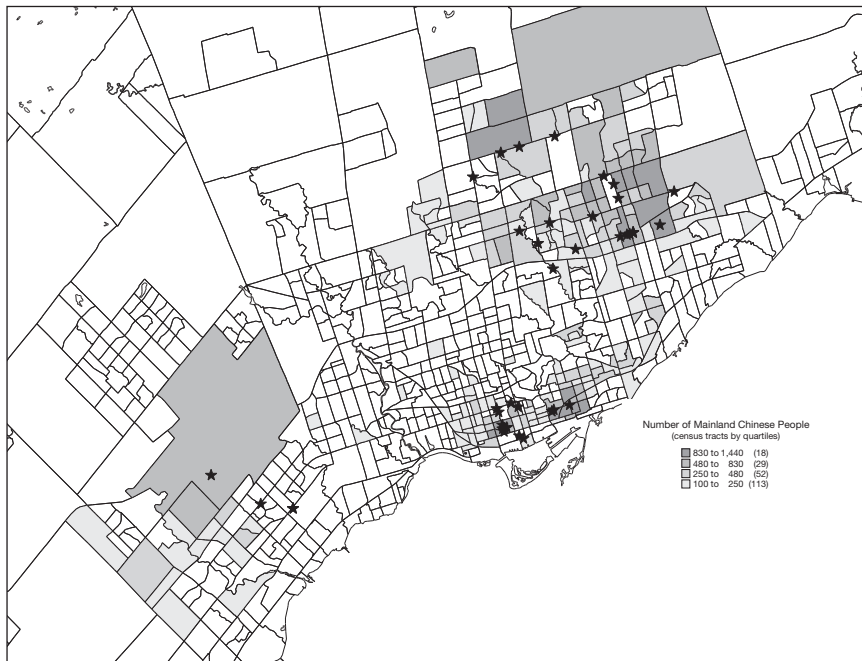 Number of Mainland Chinese People
(census tracts by quartiles)
830 to 1,440 (18)
480 to 830 (29)
250 to 480 (52)
100 to 250 (113)